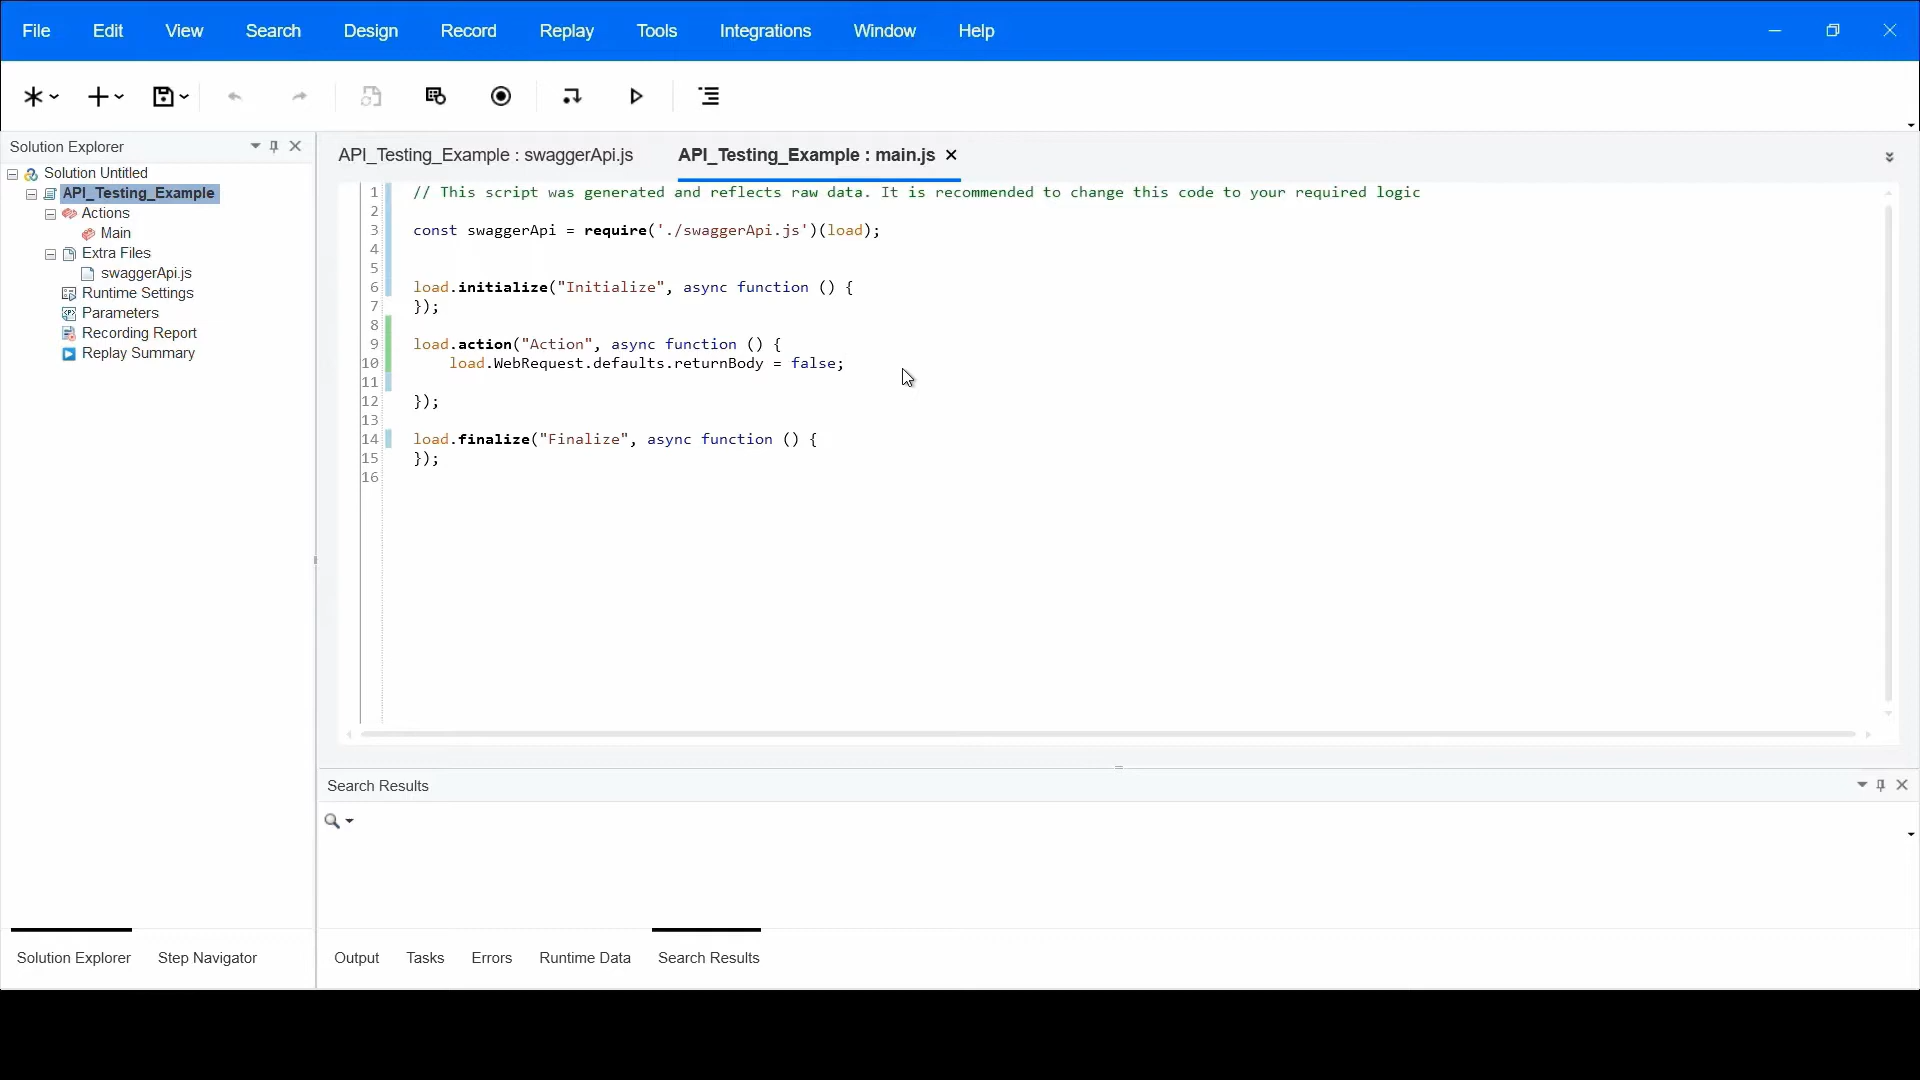 File Edit View Search Design Record Replay Tools Integrations Window Help
Solution Explorer
Solution Untitled
API_Testing_Example
Actions
Main
Extra Files
swaggerApi.js
Runtime Settings
Parameters
Recording Report
Replay Summary
API_Testing_Example : swaggerApi.js API_Testing_Example : main.js
1 // This script was generated and reflects raw data. It is recommended to change this code to your required logic
2
3 const swaggerApi = require('./swaggerApi.js')(load);
4
5
6 load.initialize("Initialize", async function () {
7 });
8
9 load.action("Action", async function () {
10 load.WebRequest.defaults.returnBody = false;
11
12 });
13
14 load.finalize("Finalize", async function () {
15 });
16
Search Results
Solution Explorer Step Navigator
Output Tasks Errors Runtime Data Search Results